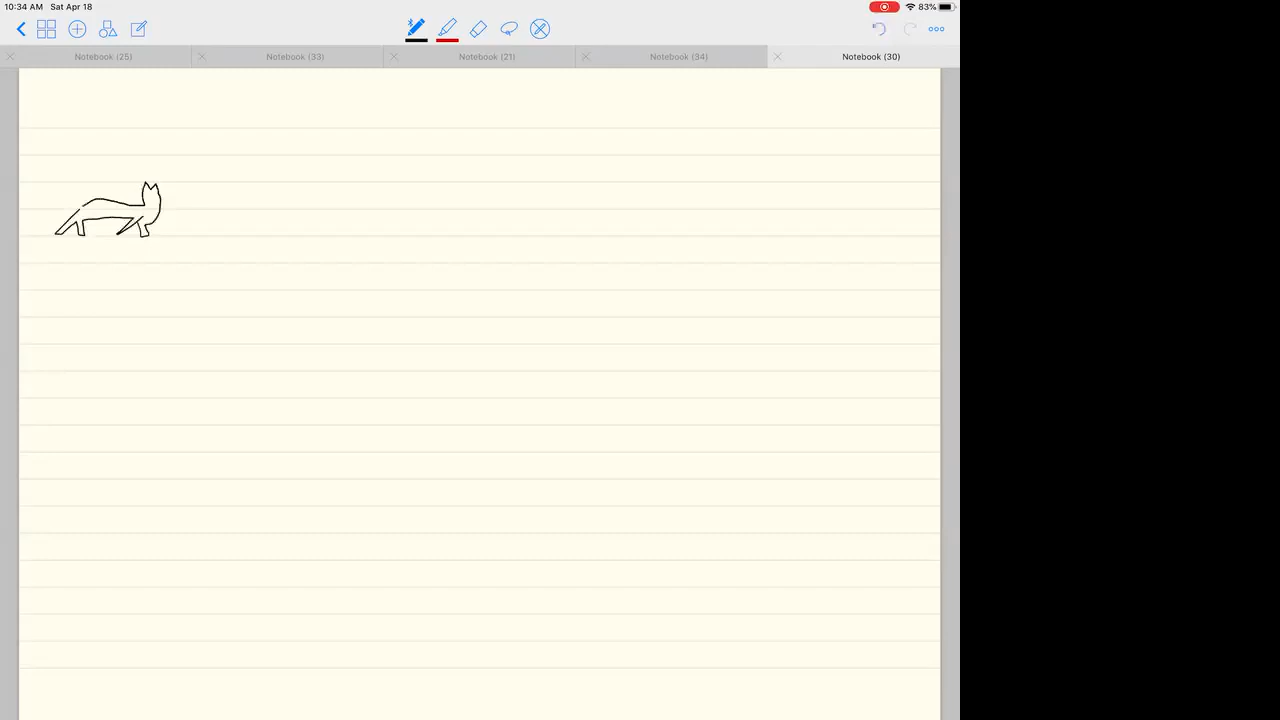 10:34 AM Sat Apr 18
83%
Notebook (25)
Notebook (33)
Notebook (21)
Notebook (34)
Notebook (30)